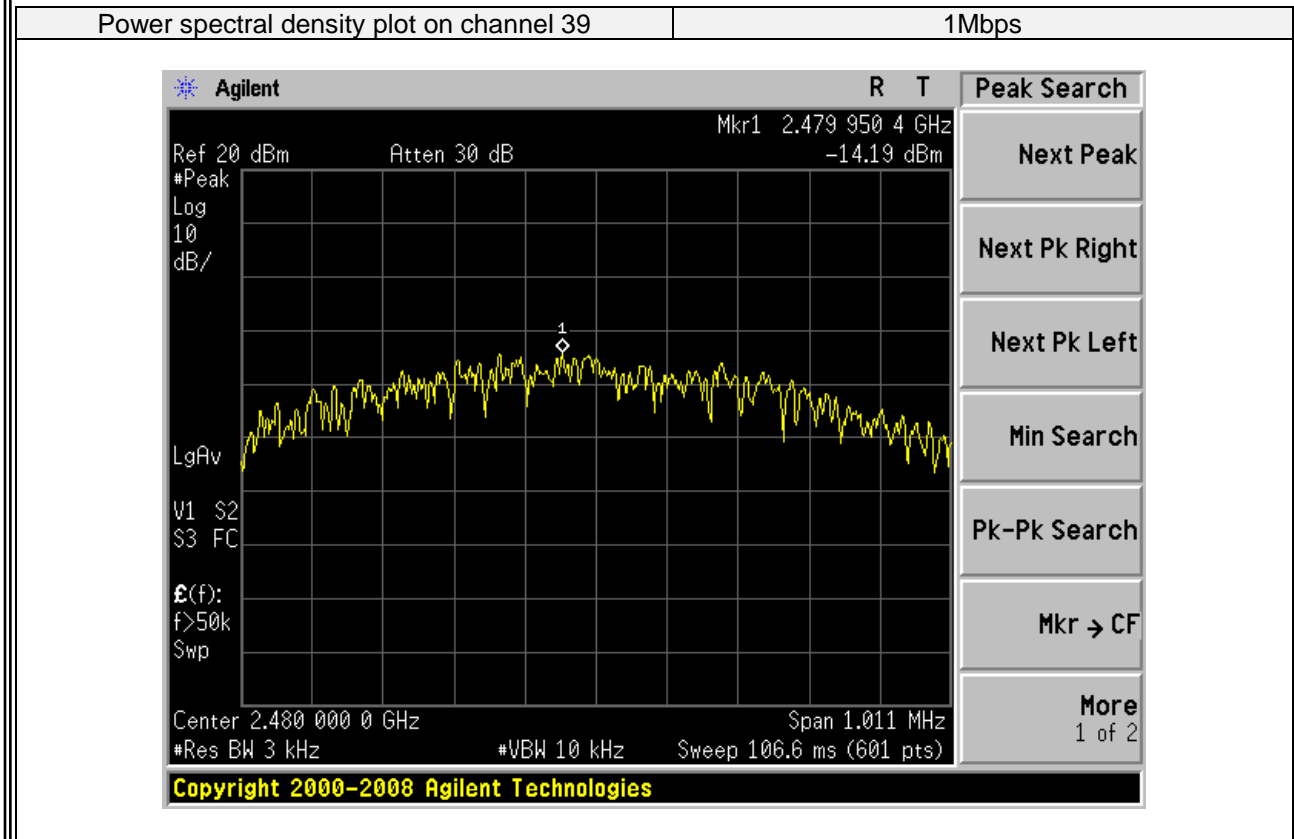 Power spectral density plot on channel 39 1Mbps
Agilent R T Peak Search
Mkr1 2.479 950 4 GHz
Ref 20 dBm Atten 30 dB -14.19 dBm
#Peak
Log
10
dB/
1
LgAv
V1 S2
S3 FC
£(f):
f>50k
Swp
Center 2.480 000 0 GHz Span 1.011 MHz
#Res BW 3 kHz #VBW 10 kHz Sweep 106.6 ms (601 pts)
Next Peak
Next Pk Right
Next Pk Left
Min Search
Pk-Pk Search
Mkr → CF
More
1 of 2
Copyright 2000-2008 Agilent Technologies